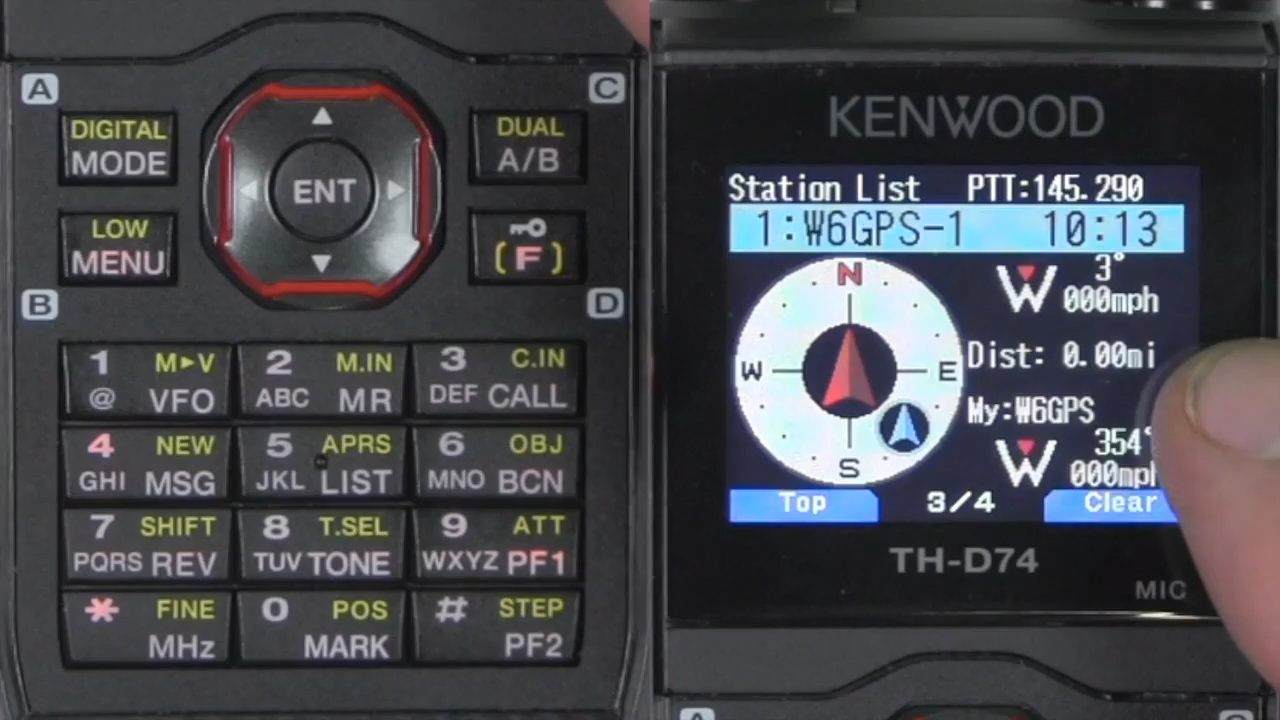 A
C
DIGITAL
MODE
DUAL
A/B
ENT
LOW
MENU
(F)
B
D
1 M►V
@ VFO
2 M.IN
ABC MR
3 C.IN
DEF CALL
4 NEW
GHI MSG
5 APRS
JKL LIST
6 OBJ
MNO BCN
7 SHIFT
PQRS REV
8 T.SEL
TUV TONE
9 ATT
WXYZ PF1
* FINE
MHz
0 POS
MARK
# STEP
PF2
KENWOOD
Station List PTT:145.290
1:W6GPS-1 10:13
N
W
E
S
W 3°
000mph
Dist: 0.00mi
My:W6GPS
W 354°
000mph
Top 3/4 Clear
TH-D74
MIC
A